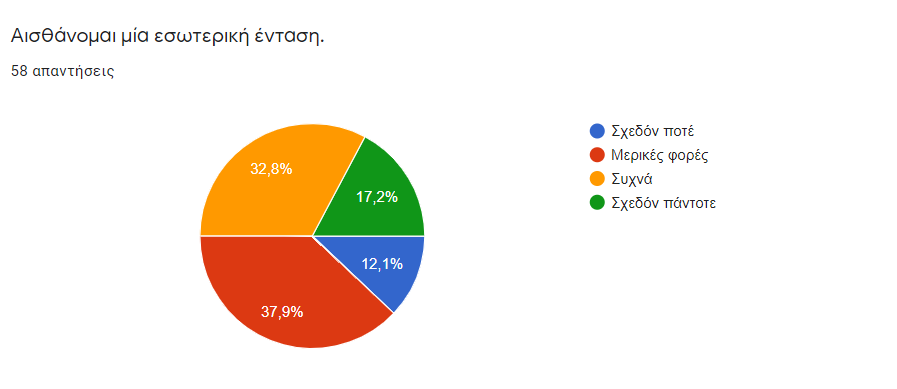 Αισθάνομαι μία εσωτερική ένταση.
58 απαντήσεις
32,8%
17,2%
12,1%
37,9%
Σχεδόν ποτέ
Μερικές φορές
Συχνά
Σχεδόν πάντοτε